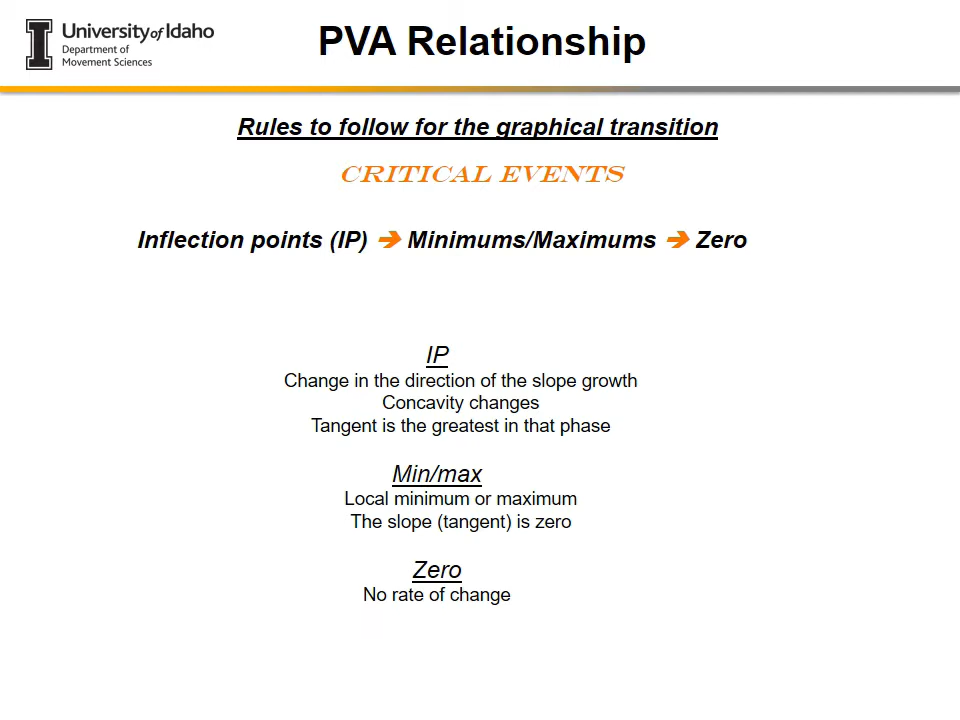 University of Idaho
Department of
Movement Sciences
PVA Relationship
Rules to follow for the graphical transition
CRITICAL EVENTS
Inflection points (IP) ➔ Minimums/Maximums ➔ Zero
IP
Change in the direction of the slope growth
Concavity changes
Tangent is the greatest in that phase
Min/max
Local minimum or maximum
The slope (tangent) is zero
Zero
No rate of change